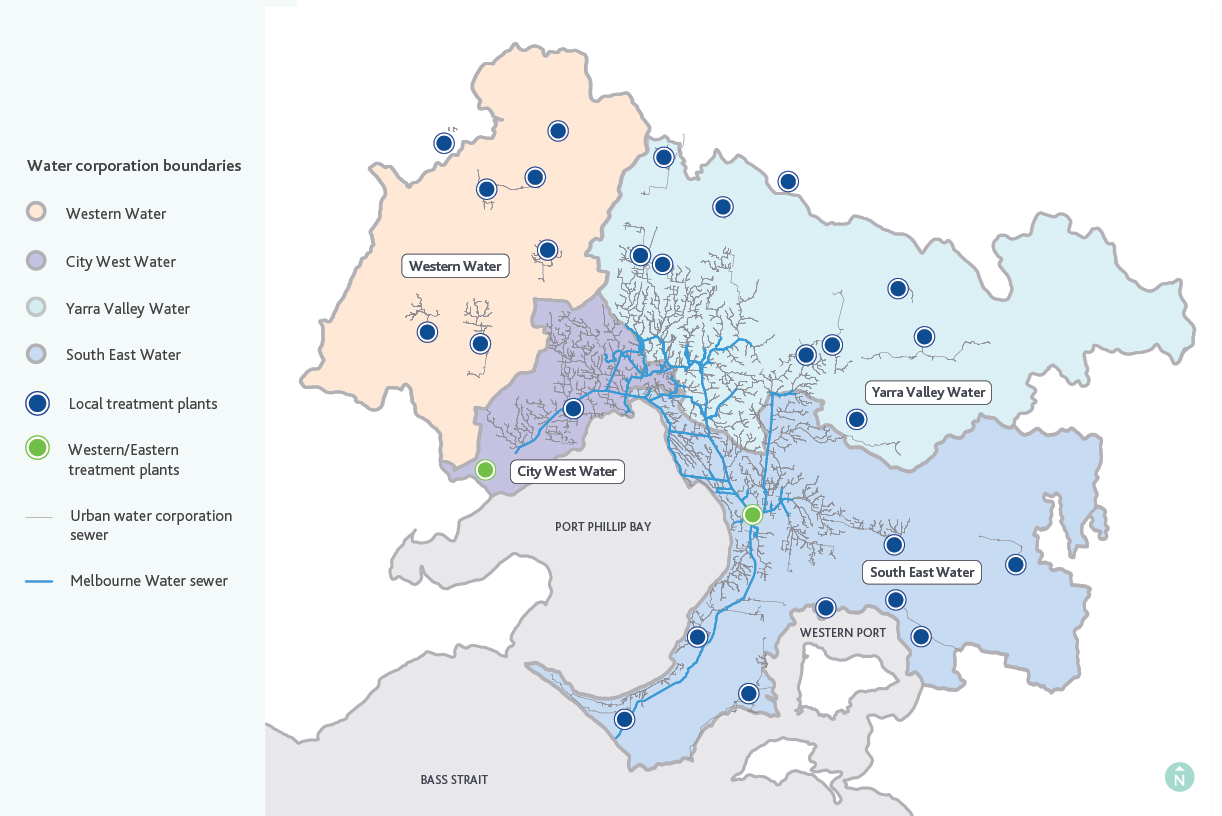 Water corporation boundaries
Western Water
City West Water
Yarra Valley Water
South East Water
Local treatment plants
Western/Eastern
treatment plants
Urban water corporation
sewer
Melbourne Water sewer
Western Water
Yarra Valley Water
City West Water
PORT PHILLIP BAY
South East Water
WESTERN PORT
BASS STRAIT
N